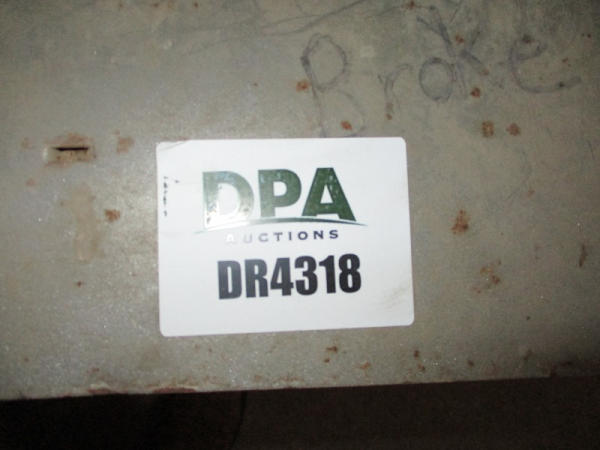 Broke
DPA
AUCTIONS
DR4318